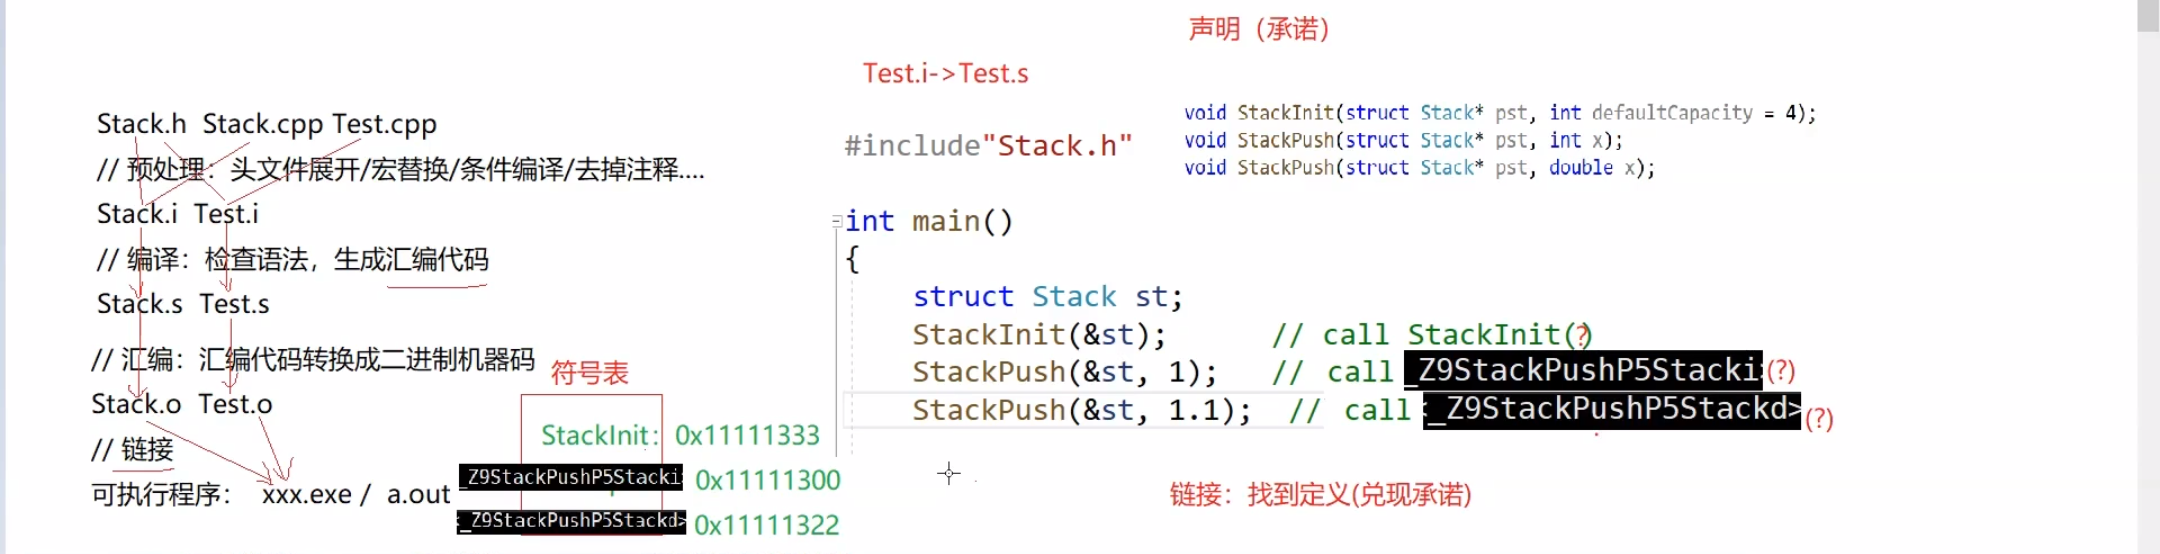 Stack.h Stack.cpp Test.cpp
// 预处理：头文件展开/宏替换/条件编译/去掉注释....
Stack.i Test.i
// 编译：检查语法，生成汇编代码
Stack.s Test.s
// 汇编：汇编代码转换成二进制机器码
Stack.o Test.o
// 链接
可执行程序： xxx.exe / a.out
符号表
StackInit：0x11111333
_Z9StackPushP5Stacki> 0x11111300
<_Z9StackPushP5Stackd> 0x11111322
声明（承诺）
Test.i->Test.s
void StackInit(struct Stack* pst, int defaultCapacity = 4);
void StackPush(struct Stack* pst, int x);
void StackPush(struct Stack* pst, double x);
#include"Stack.h"
int main()
{
struct Stack st;
StackInit(&st); // call StackInit(?)
StackPush(&st, 1); // call _Z9StackPushP5Stacki>(?)
StackPush(&st, 1.1); // call <_Z9StackPushP5Stackd>(?)
链接：找到定义(兑现承诺)